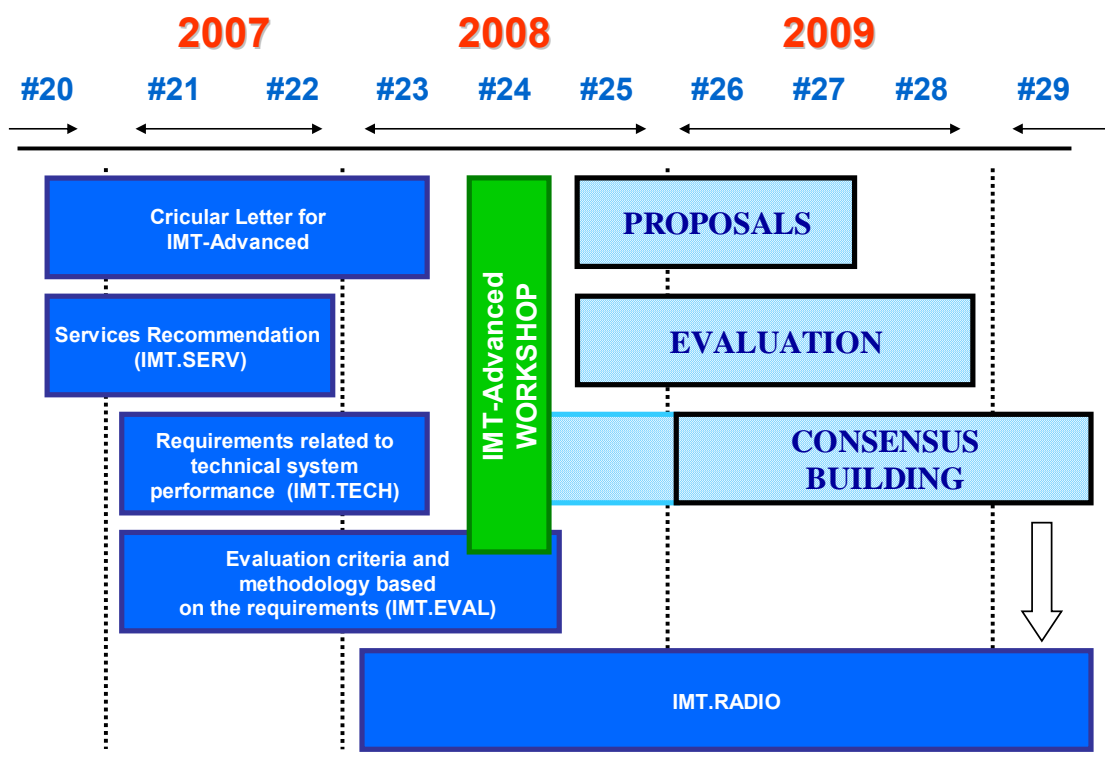 2007 2008 2009
#20 #21 #22 #23 #24 #25 #26 #27 #28 #29
Cricular Letter for
IMT-Advanced
PROPOSALS
Services Recommendation
(IMT.SERV)
IMT-Advanced
WORKSHOP
EVALUATION
Requirements related to
technical system
performance (IMT.TECH)
CONSENSUS
BUILDING
Evaluation criteria and
methodology based
on the requirements (IMT.EVAL)
IMT.RADIO